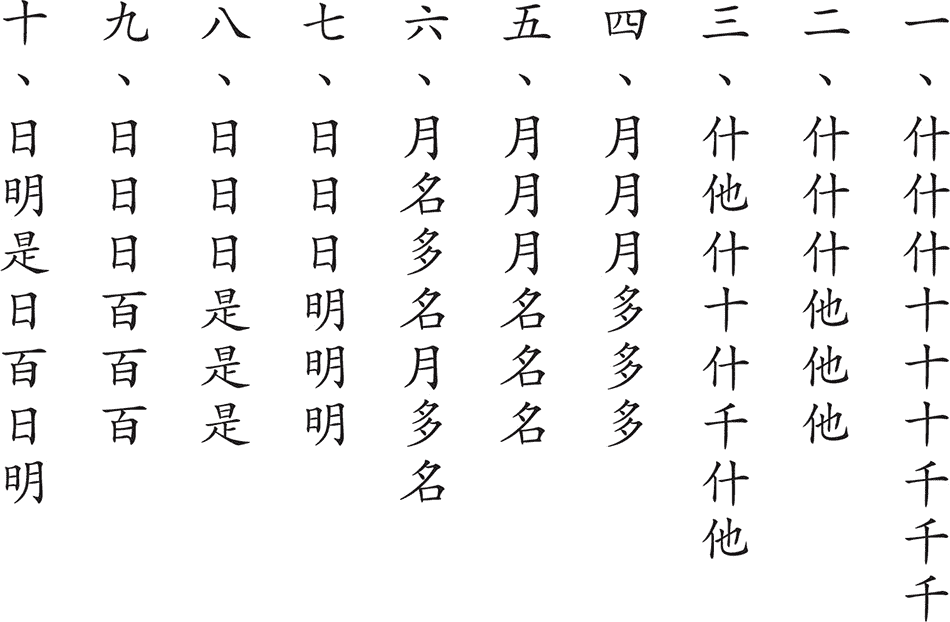 一、什什什十十十千千千
二、什什什他他他
三、什他什十什千什他
四、月月月多多多
五、月月月名名名
六、月名多名月多名
七、日日日明明明
八、日日日是是是
九、日日日百百百
十、日明是日百日明